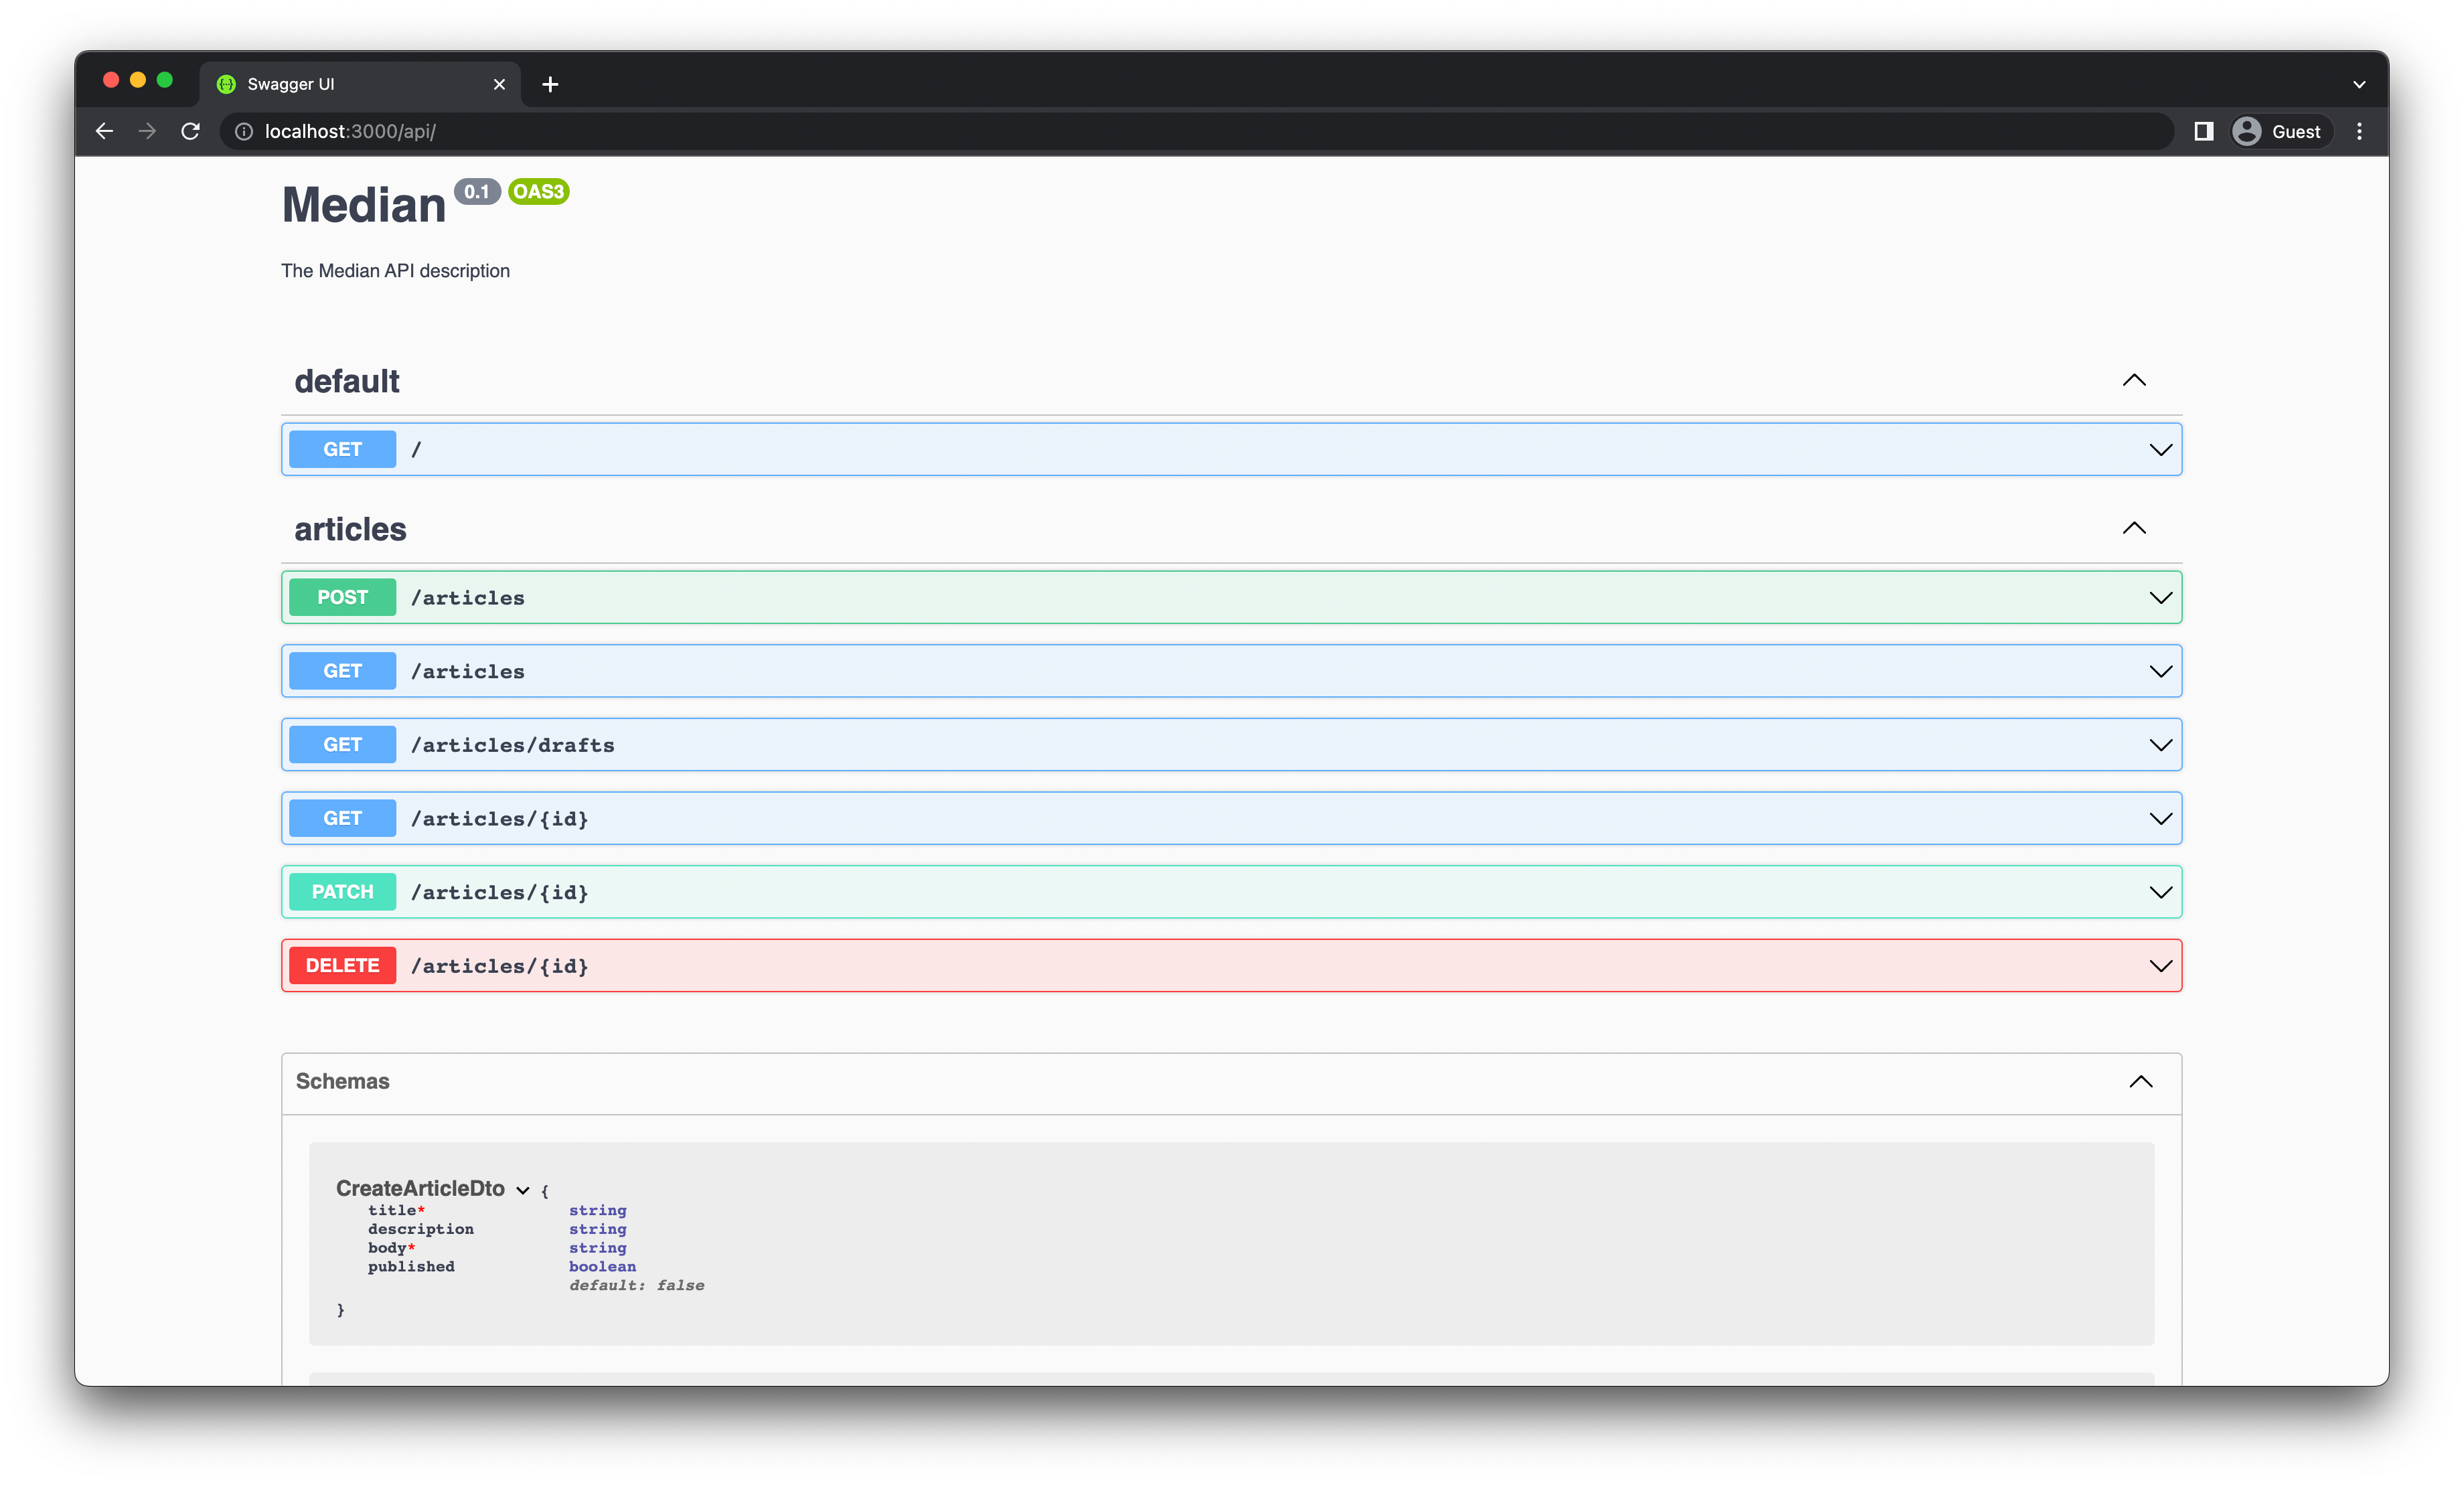 Swagger UI
localhost:3000/api/
Guest
Median 0.1 OAS3
The Median API description
default
GET /
articles
POST /articles
GET /articles
GET /articles/drafts
GET /articles/{id}
PATCH /articles/{id}
DELETE /articles/{id}
Schemas
CreateArticleDto {
title* string
description string
body* string
published boolean
default: false
}